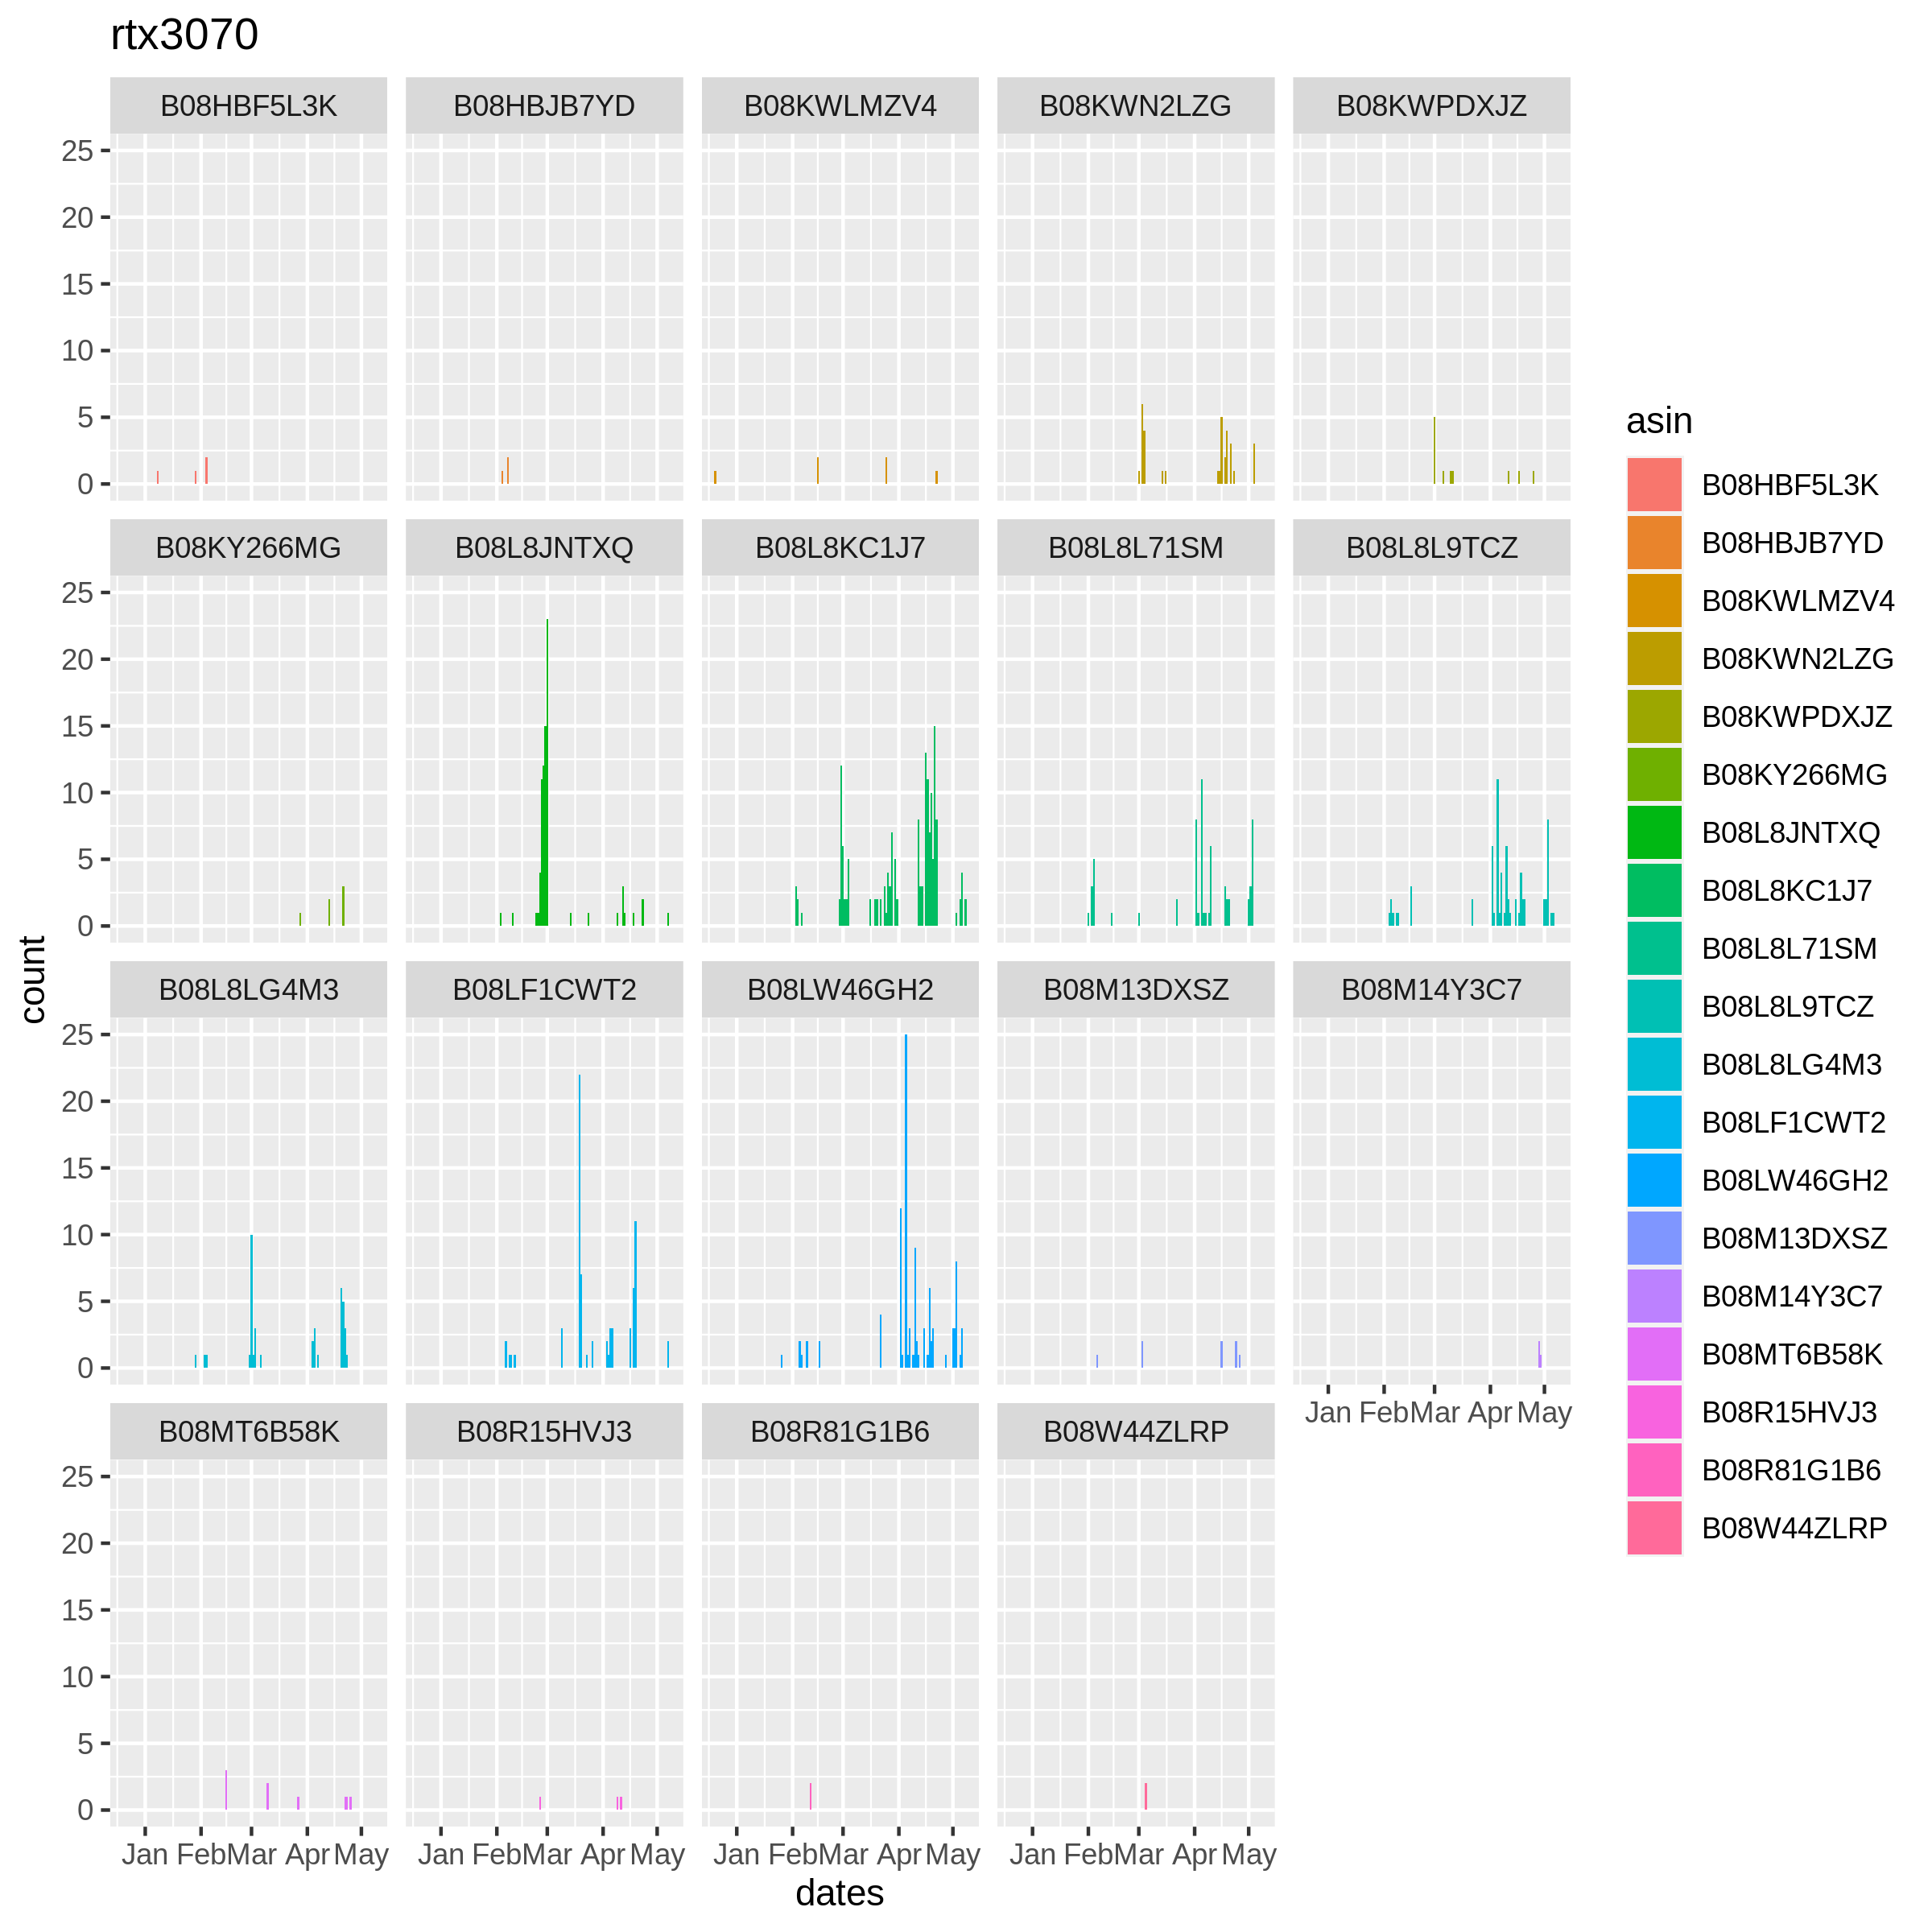 rtx3070
B08HBF5L3K B08HBJB7YD B08KWLMZV4 B08KWN2LZG B08KWPDXJZ
25
20
15
10
5
0
B08KY266MG B08L8JNTXQ B08L8KC1J7 B08L8L71SM B08L8L9TCZ
25
20
15
10
5
0
B08L8LG4M3 B08LF1CWT2 B08LW46GH2 B08M13DXSZ B08M14Y3C7
25
20
15
10
5
0
Jan Feb Mar Apr May
B08MT6B58K B08R15HVJ3 B08R81G1B6 B08W44ZLRP
25
20
15
10
5
0
Jan Feb Mar Apr May Jan Feb Mar Apr May Jan Feb Mar Apr May Jan Feb Mar Apr May
dates
count
asin
B08HBF5L3K
B08HBJB7YD
B08KWLMZV4
B08KWN2LZG
B08KWPDXJZ
B08KY266MG
B08L8JNTXQ
B08L8KC1J7
B08L8L71SM
B08L8L9TCZ
B08L8LG4M3
B08LF1CWT2
B08LW46GH2
B08M13DXSZ
B08M14Y3C7
B08MT6B58K
B08R15HVJ3
B08R81G1B6
B08W44ZLRP